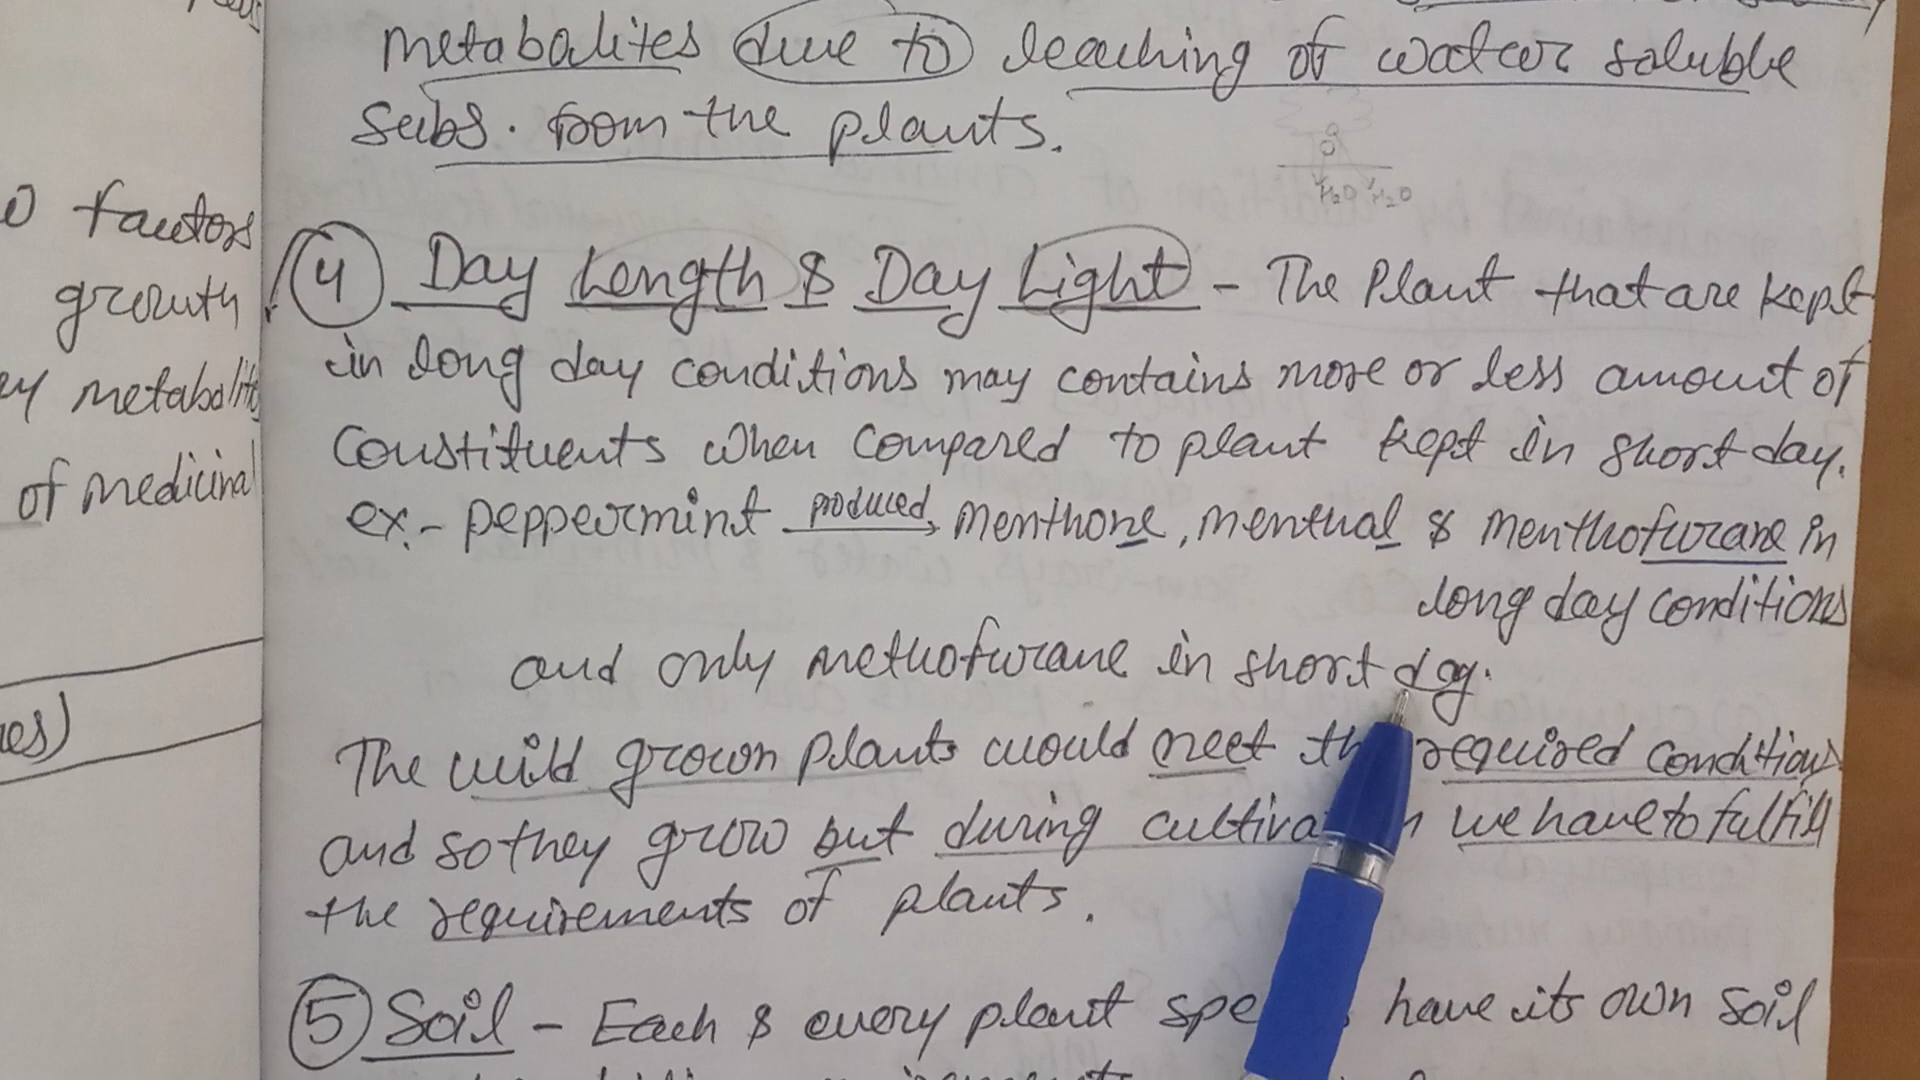 metabolites due to leaching of water soluble
subs. from the plants.
H2O H2O
factors
growth
metabolit
of medicinal
④ Day Length & Day Light - The Plant that are kept
in long day conditions may contains more or less amount of
Constituents when compared to plant kept in short day.
ex.- peppermint produced, menthone, menthal & menthofurane in
long day conditions
and only methofurane in short day.
The wild grown plants would meet th required conditions
and so they grow but during cultiva n we have to fulfill
the requirements of plants.
⑤ Soil - Each & every plant spe have its own soil